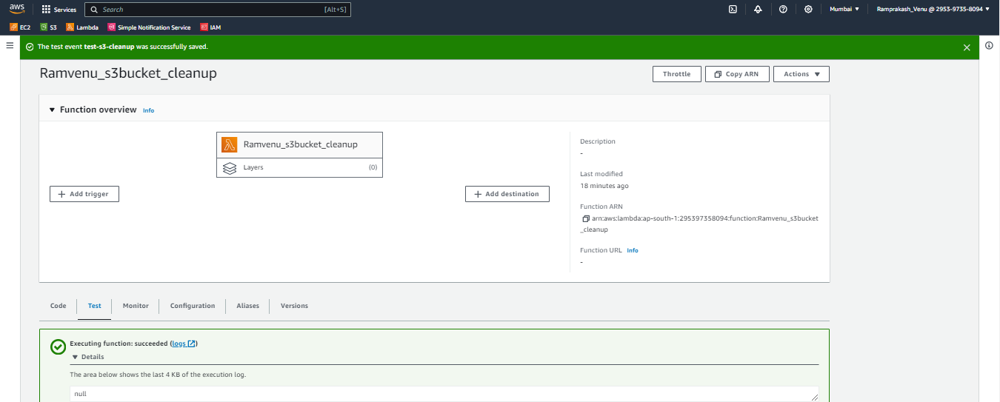 aws Services Search [Alt+S] Mumbai Ramprakash_Venu @ 2953-9735-8094
EC2 S3 Lambda Simple Notification Service IAM
The test event test-s3-cleanup was successfully saved.
Ramvenu_s3bucket_cleanup
Throttle Copy ARN Actions
Function overview Info
Ramvenu_s3bucket_cleanup
Layers (0)
Add trigger
Add destination
Description
-
Last modified
18 minutes ago
Function ARN
arn:aws:lambda:ap-south-1:295397358094:function:Ramvenu_s3bucket
_cleanup
Function URL Info
-
Code Test Monitor Configuration Aliases Versions
Executing function: succeeded (logs)
Details
The area below shows the last 4 KB of the execution log.
null